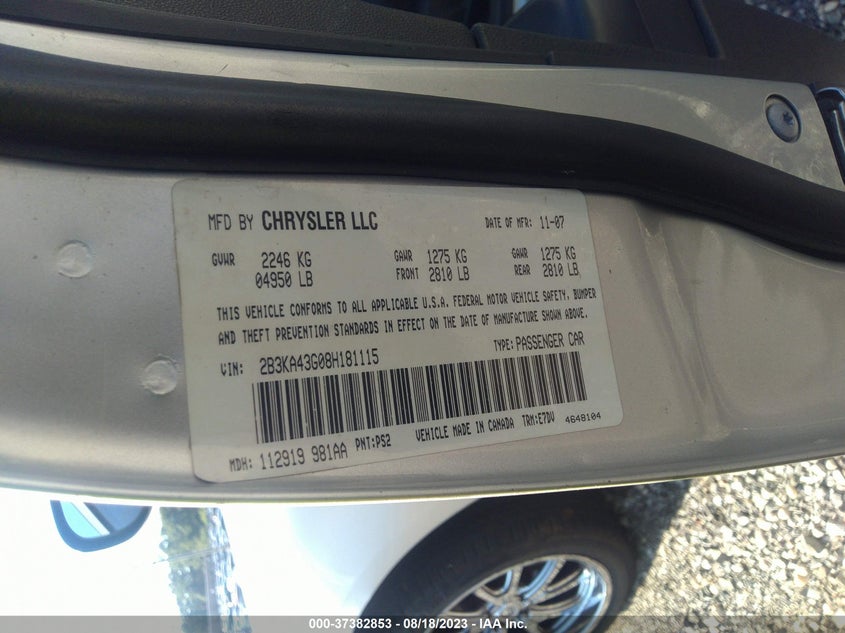 MFD BY CHRYSLER LLC DATE OF MFR: 11-07
GVWR 2246 KG GAWR 1275 KG GAWR 1275 KG
04950 LB FRONT 2810 LB REAR 2810 LB
THIS VEHICLE CONFORMS TO ALL APPLICABLE U.S.A. FEDERAL MOTOR VEHICLE SAFETY, BUMPER
AND THEFT PREVENTION STANDARDS IN EFFECT ON THE DATE OF MANUFACTURE SHOWN ABOVE.
VIN: 2B3KA43G08H181115 TYPE: PASSENGER CAR
MDH: 112919 981AA PNT: PS2 VEHICLE MADE IN CANADA TRM: E7DV 4648104
000-37382853 - 08/18/2023 - IAA Inc.